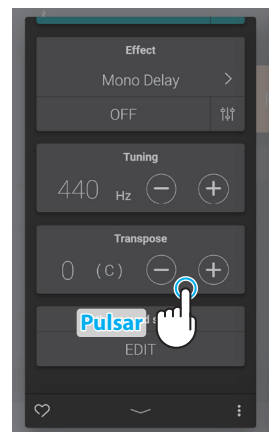 Effect
Mono Delay >
OFF
Tuning
440 Hz − +
Transpose
0 (C) − +
Pulsar
EDIT